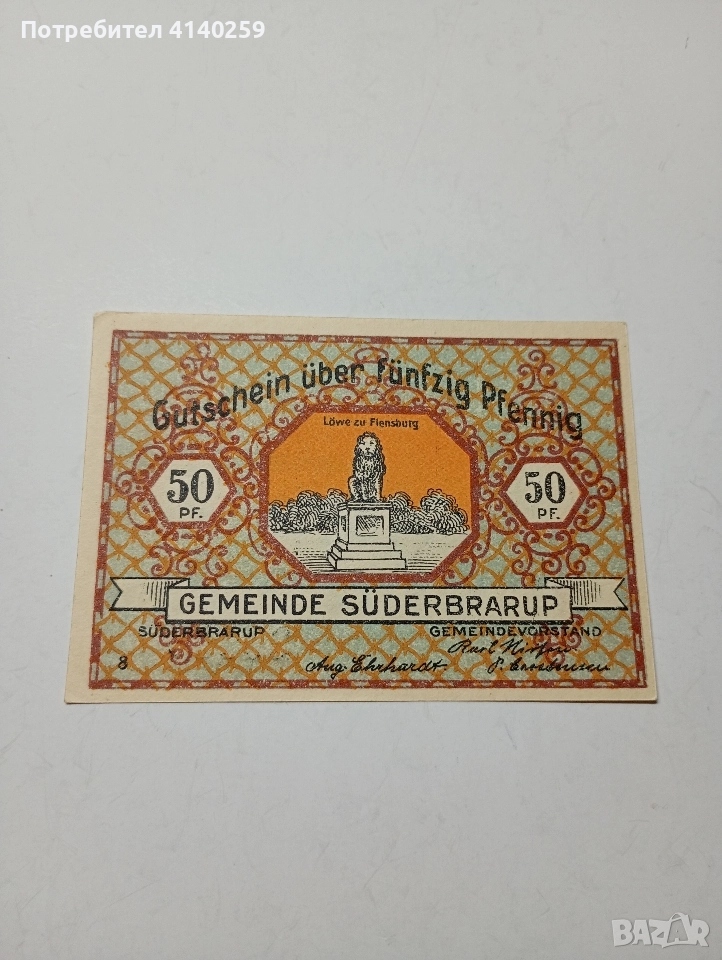 Потребител 4140259
Gutschein über fünfzig Pfennig
Löwe zu Flensburg
50 PF.
50 PF.
GEMEINDE SÜDERBRARUP
SÜDERBRARUP
GEMEINDEVORSTAND
8
Aug. Ehrhardt
BAZAR